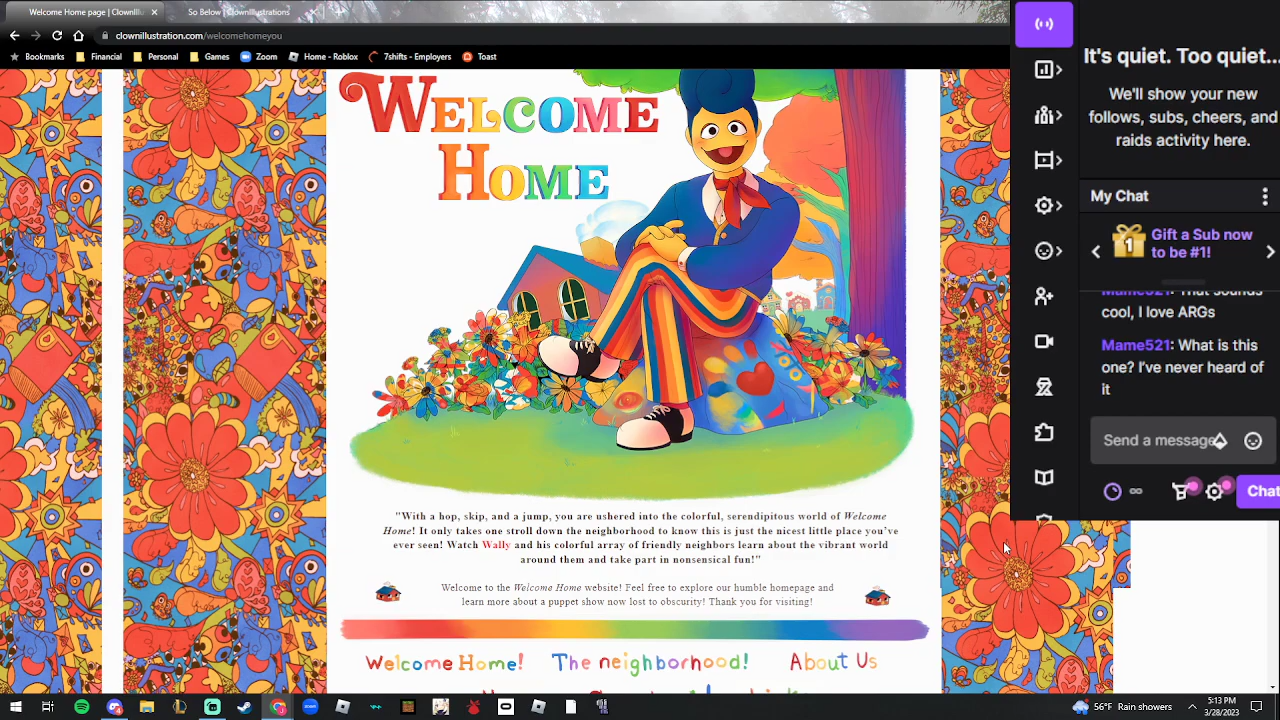 Welcome Home page | Clownill
So Below | Clownillustrations
clownillustration.com/welcomehomeyou
Bookmarks Financial Personal Games Zoom Home - Roblox 7shifts - Employers Toast
WELCOME
HOME
"With a hop, skip, and a jump, you are ushered into the colorful, serendipitous world of Welcome
Home! It only takes one stroll down the neighborhood to know this is just the nicest little place you've
ever seen! Watch Wally and his colorful array of friendly neighbors learn about the vibrant world
around them and take part in nonsensical fun!"
Welcome to the Welcome Home website! Feel free to explore our humble homepage and
learn more about a puppet show now lost to obscurity! Thank you for visiting!
Welcome Home! The neighborhood! About Us
It's quiet. Too quiet...
We'll show your new
follows, subs, cheers, and
raids activity here.
My Chat
1
Gift a Sub now
to be #1!
Mame521: That sounds
cool, I love ARGs
Mame521: What is this
one? I've never heard of
it
Send a message
Chat
56°F Rain showers
5:13 PM
3/28/2023